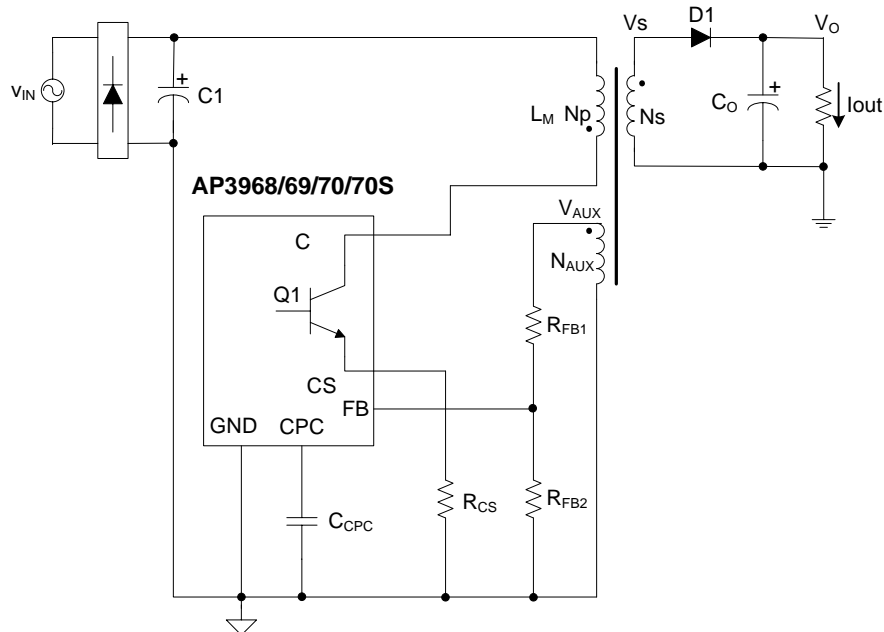 Vs
D1
VO
vIN
C1
LM Np
Ns
CO
Iout
AP3968/69/70/70S
VAUX
C
NAUX
Q1
RFB1
CS
FB
GND
CPC
RCS
RFB2
CCPC